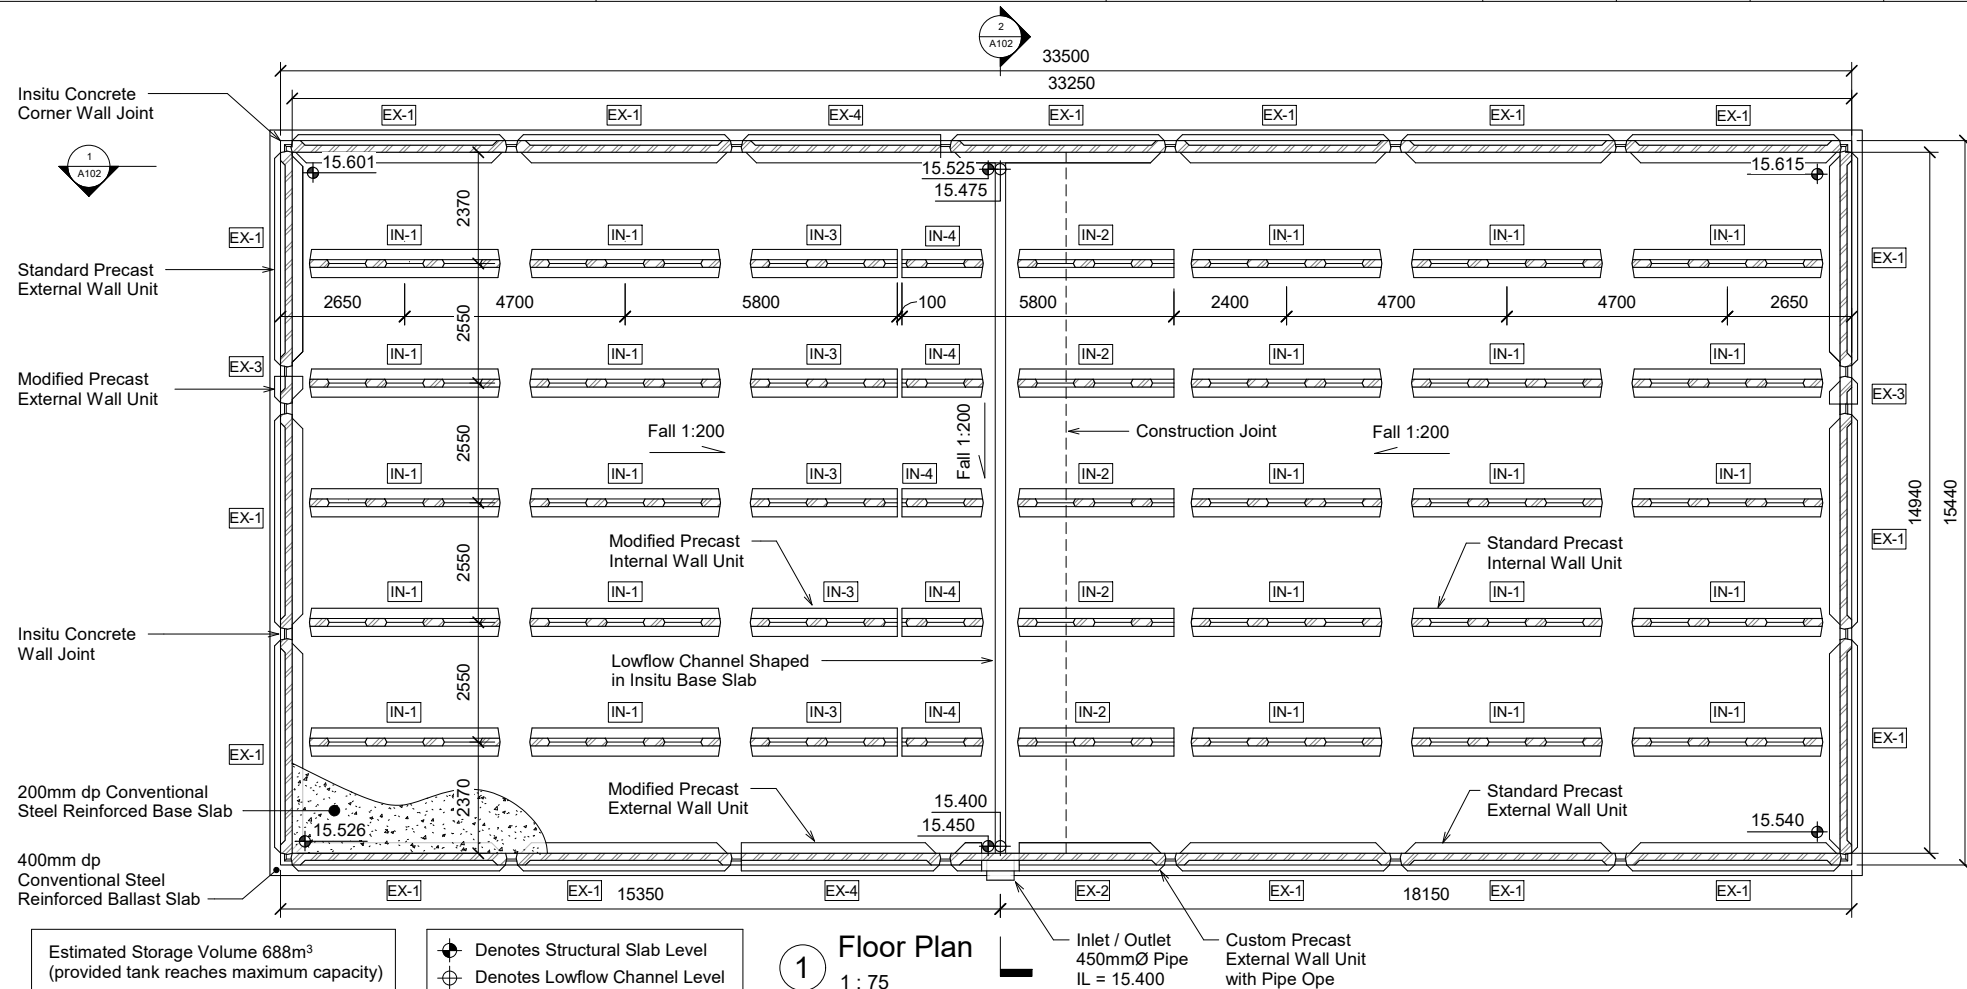 2
A102
33500
33250
Insitu Concrete
Corner Wall Joint
EX-1
EX-1
EX-4
EX-1
EX-1
EX-1
EX-1
1
A102
15.601
15.525
15.475
15.615
2370
EX-1
IN-1
IN-1
IN-3
IN-4
IN-2
IN-1
IN-1
IN-1
EX-1
Standard Precast
External Wall Unit
2650
4700
5800
100
5800
2400
4700
4700
2650
2550
EX-3
IN-1
IN-1
IN-3
IN-4
IN-2
IN-1
IN-1
IN-1
EX-3
Modified Precast
External Wall Unit
Fall 1:200
Fall 1:200
Construction Joint
Fall 1:200
2550
IN-1
IN-1
IN-3
IN-4
IN-2
IN-1
IN-1
IN-1
EX-1
EX-1
14940
15440
Modified Precast
Internal Wall Unit
Standard Precast
Internal Wall Unit
2550
IN-1
IN-1
IN-3
IN-4
IN-2
IN-1
IN-1
IN-1
Insitu Concrete
Wall Joint
Lowflow Channel Shaped
in Insitu Base Slab
2550
IN-1
IN-1
IN-3
IN-4
IN-2
IN-1
IN-1
IN-1
EX-1
EX-1
200mm dp Conventional
Steel Reinforced Base Slab
2370
Modified Precast
External Wall Unit
15.400
15.450
Standard Precast
External Wall Unit
15.526
15.540
400mm dp
Conventional Steel
Reinforced Ballast Slab
EX-1
EX-1
15350
EX-4
EX-2
EX-1
18150
EX-1
EX-1
Estimated Storage Volume 688m³
(provided tank reaches maximum capacity)
Denotes Structural Slab Level
Denotes Lowflow Channel Level
1
Floor Plan
1 : 75
Inlet / Outlet
450mmØ Pipe
IL = 15.400
Custom Precast
External Wall Unit
with Pipe Ope